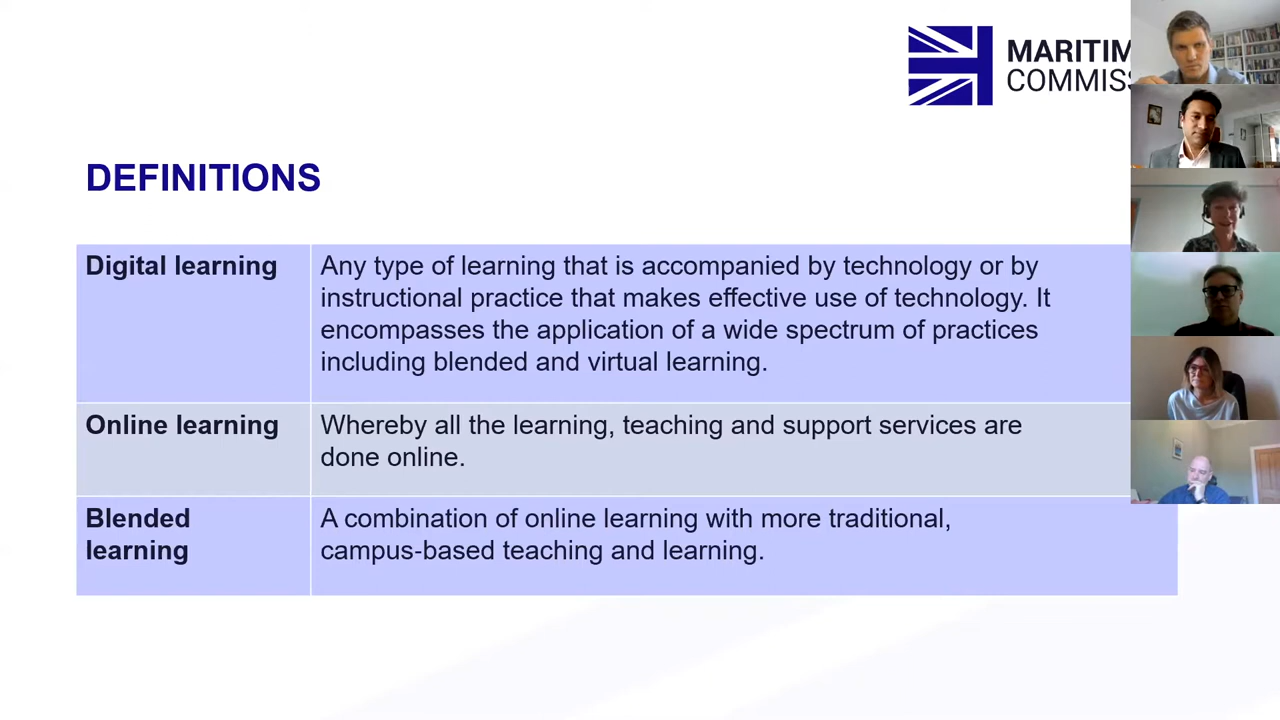 MARITIM
COMMISS
DEFINITIONS
Digital learning
Any type of learning that is accompanied by technology or by
instructional practice that makes effective use of technology. It
encompasses the application of a wide spectrum of practices
including blended and virtual learning.
Online learning
Whereby all the learning, teaching and support services are
done online.
Blended
learning
A combination of online learning with more traditional,
campus-based teaching and learning.